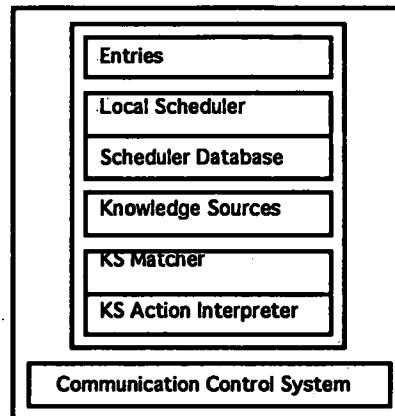 Entries
Local Scheduler
Scheduler Database
Knowledge Sources
KS Matcher
KS Action Interpreter
Communication Control System